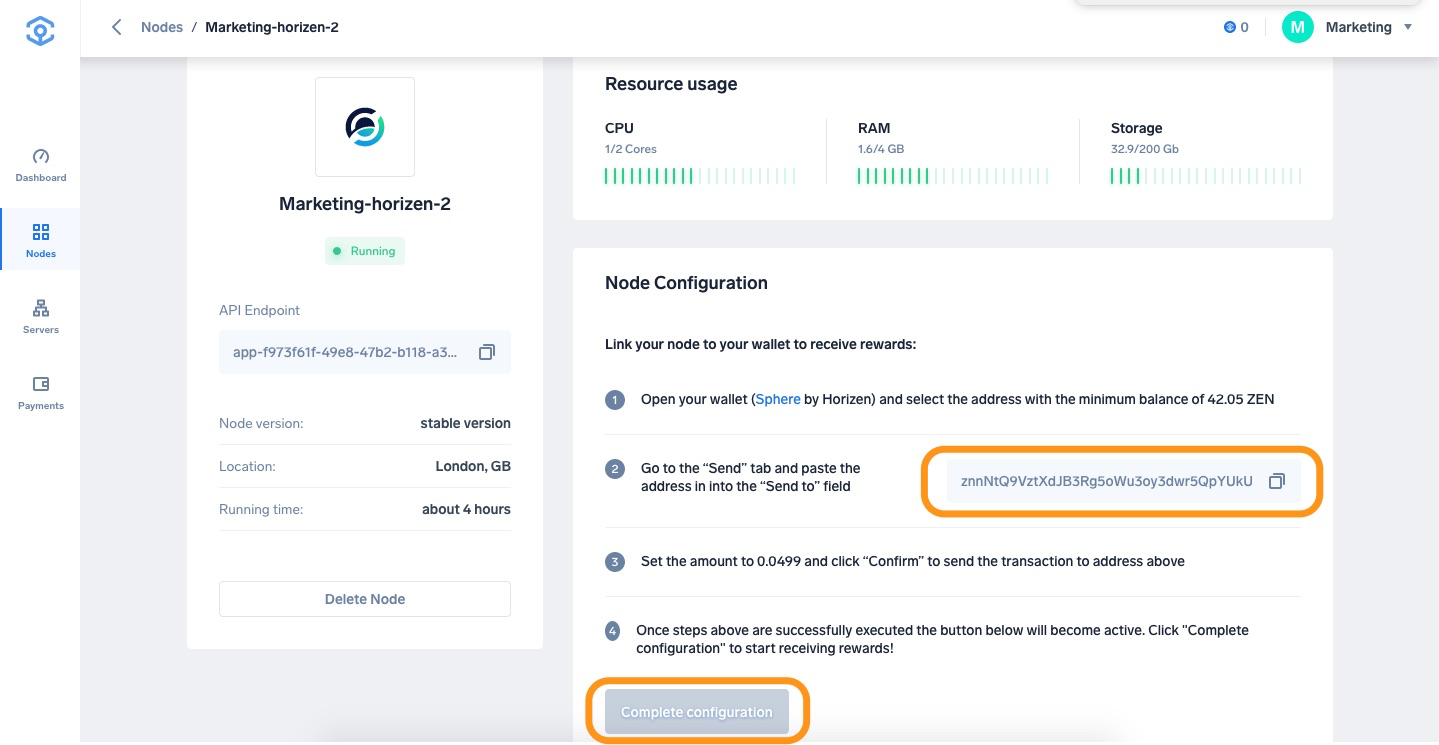 Nodes / Marketing-horizen-2
0
M Marketing
Dashboard
Nodes
Servers
Payments
Marketing-horizen-2
Running
API Endpoint
app-f973f61f-49e8-47b2-b118-a3...
Node version: stable version
Location: London, GB
Running time: about 4 hours
Delete Node
Resource usage
CPU
1/2 Cores
RAM
1.6/4 GB
Storage
32.9/200 Gb
Node Configuration
Link your node to your wallet to receive rewards:
1 Open your wallet (Sphere by Horizen) and select the address with the minimum balance of 42.05 ZEN
2 Go to the “Send” tab and paste the
address in into the “Send to” field
znnNtQ9VztXdJB3Rg5oWu3oy3dwr5QpYUkU
3 Set the amount to 0.0499 and click “Confirm” to send the transaction to address above
4 Once steps above are successfully executed the button below will become active. Click "Complete
configuration" to start receiving rewards!
Complete configuration